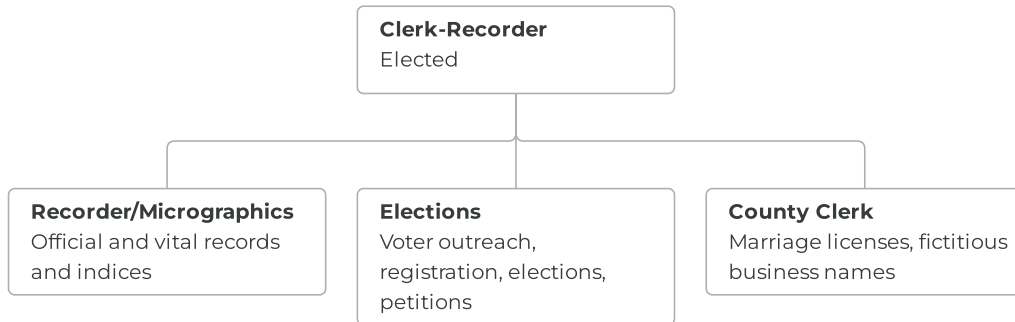 Clerk-Recorder
Elected
Recorder/Micrographics
Official and vital records
and indices
Elections
Voter outreach,
registration, elections,
petitions
County Clerk
Marriage licenses, fictitious
business names